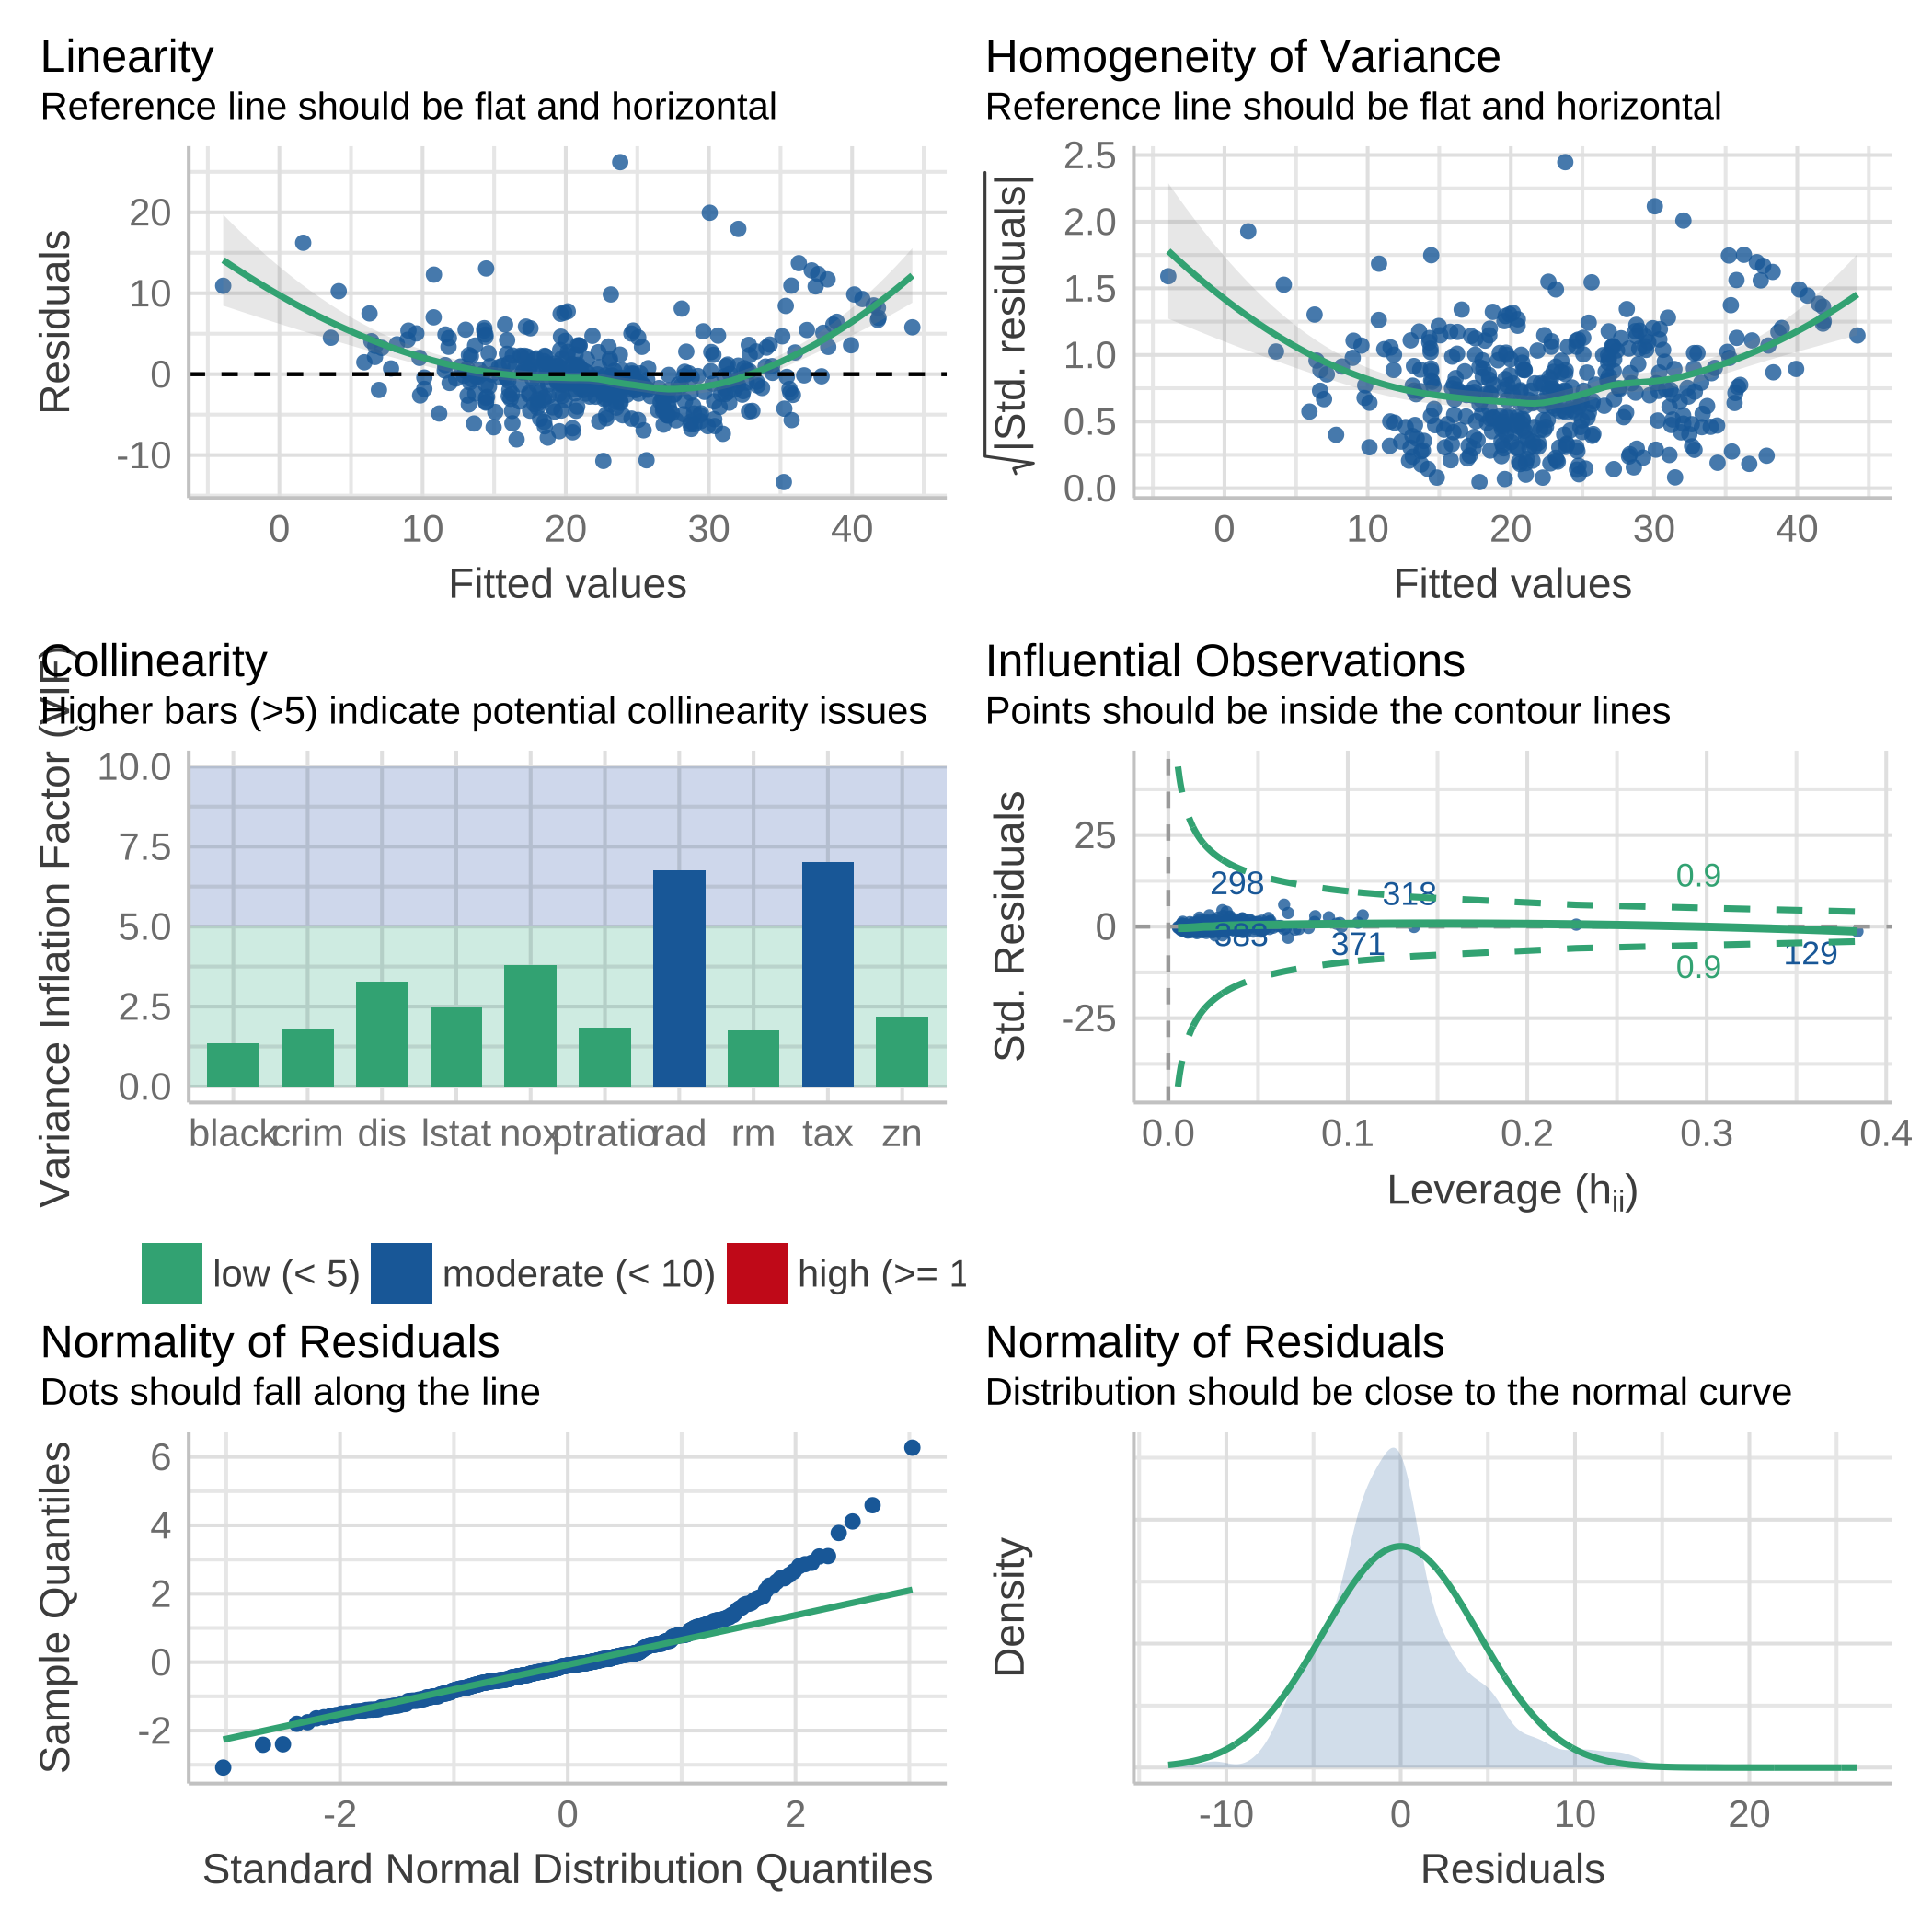 Linearity
Reference line should be flat and horizontal
Residuals
20
10
0
-10
0 10 20 30 40
Fitted values
Homogeneity of Variance
Reference line should be flat and horizontal
√|Std. residuals|
2.5
2.0
1.5
1.0
0.5
0.0
0 10 20 30 40
Fitted values
Collinearity
Higher bars (>5) indicate potential collinearity issues
Variance Inflation Factor (VIF)
10.0
7.5
5.0
2.5
0.0
black crim dis lstat nox ptratio rad rm tax zn
low (< 5) moderate (< 10) high (>= 1
Influential Observations
Points should be inside the contour lines
Std. Residuals
25
0
-25
298 318 0.9
383 371 129
0.9
0.0 0.1 0.2 0.3 0.4
Leverage (hii)
Normality of Residuals
Dots should fall along the line
Sample Quantiles
6
4
2
0
-2
-2 0 2
Standard Normal Distribution Quantiles
Normality of Residuals
Distribution should be close to the normal curve
Density
-10 0 10 20
Residuals